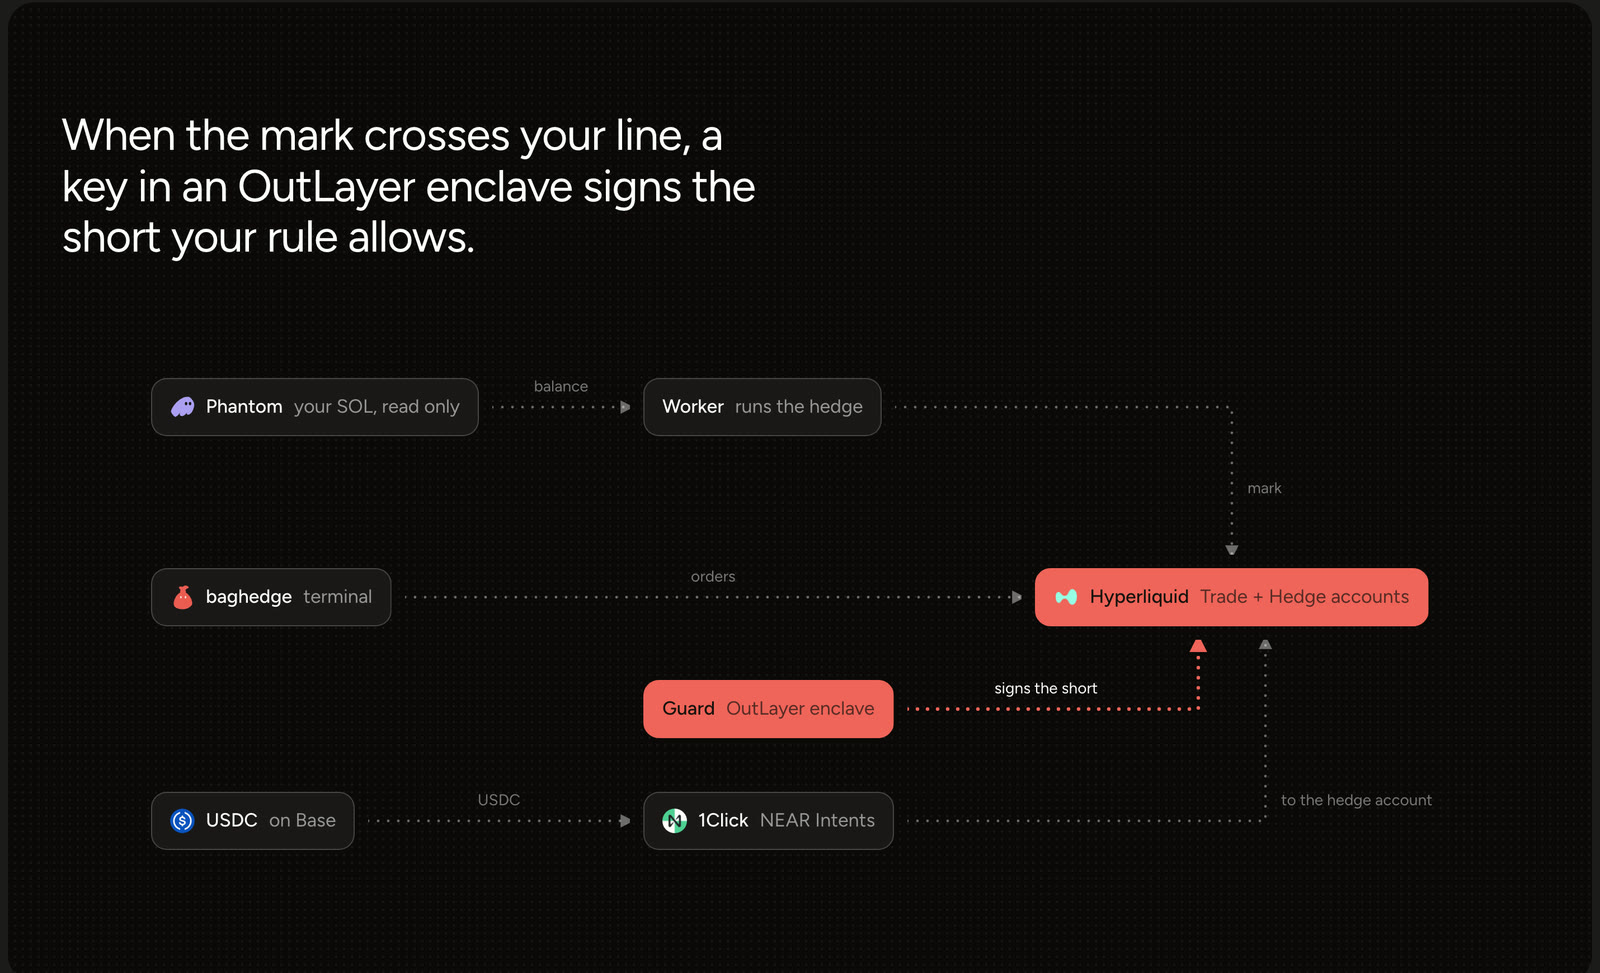 When the mark crosses your line, a
key in an OutLayer enclave signs the
short your rule allows.
Phantom your SOL, read only
balance
Worker runs the hedge
mark
baghedge terminal
orders
Hyperliquid Trade + Hedge accounts
Guard OutLayer enclave
signs the short
USDC on Base
USDC
1Click NEAR Intents
to the hedge account